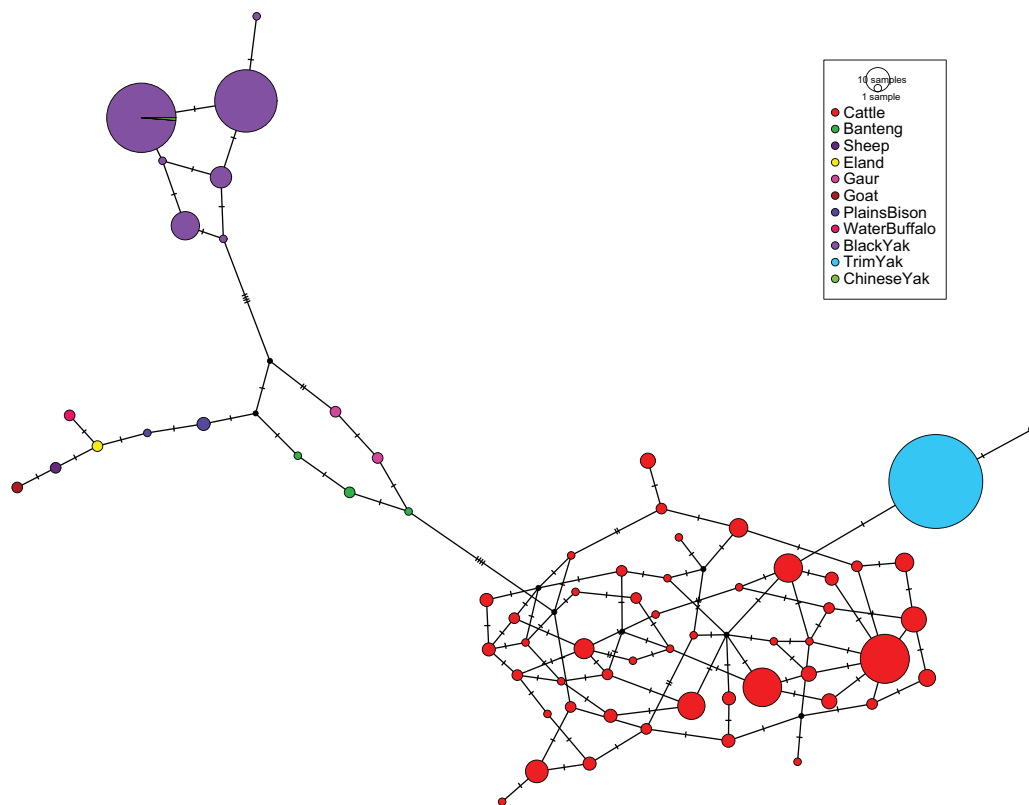 10 samples
1 sample
Cattle
Banteng
Sheep
Eland
Gaur
Goat
PlainsBison
WaterBuffalo
BlackYak
TrimYak
ChineseYak